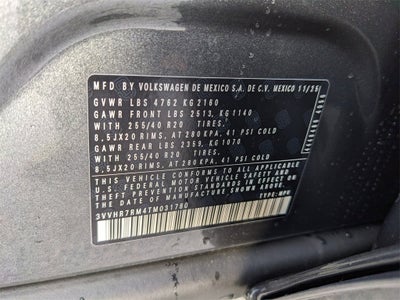 MFD BY VOLKSWAGEN DE MEXICO S.A. DE C.V. MEXICO 11/25
GVWR LBS 4762 KG 2160
GAWR FRONT LBS 2513, KG 1140
WITH 255/40 R20 TIRES,
8.5JX20 RIMS, AT 280 KPA, 41 PSI COLD
GAWR REAR LBS 2359, KG 1070
WITH 255/40 R20 TIRES,
8.5JX20 RIMS, AT 280 KPA, 41 PSI COLD
THIS VEHICLE CONFORMS TO ALL APPLICABLE
U.S. FEDERAL MOTOR VEHICLE SAFETY AND
THEFT PREVENTION STANDARDS IN EFFECT ON
THE DATE OF MANUFACTURE SHOWN ABOVE.
3VVHR7RM4TM031780 TYPE: MPV